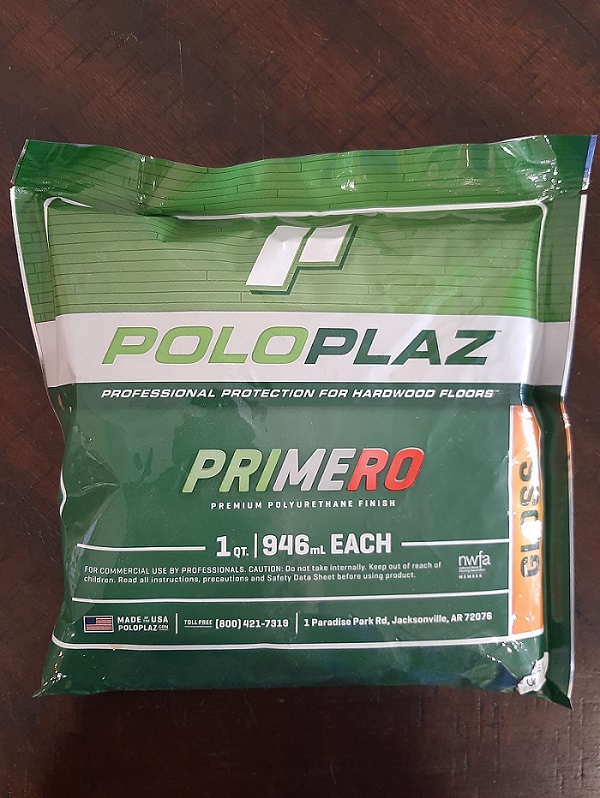 POLOPLAZ
PROFESSIONAL PROTECTION FOR HARDWOOD FLOORS
PRIMERO
PREMIUM POLYURETHANE FINISH
GLOSS
1 QT. | 946mL EACH
FOR COMMERCIAL USE BY PROFESSIONALS. CAUTION: Do not take internally. Keep out of reach of
children. Read all instructions, precautions and Safety Data Sheet before using product.
nwfa
MEMBER
MADE IN THE USA
POLOPLAZ.COM
TOLL FREE (800) 421-7319
1 Paradise Park Rd, Jacksonville, AR 72076